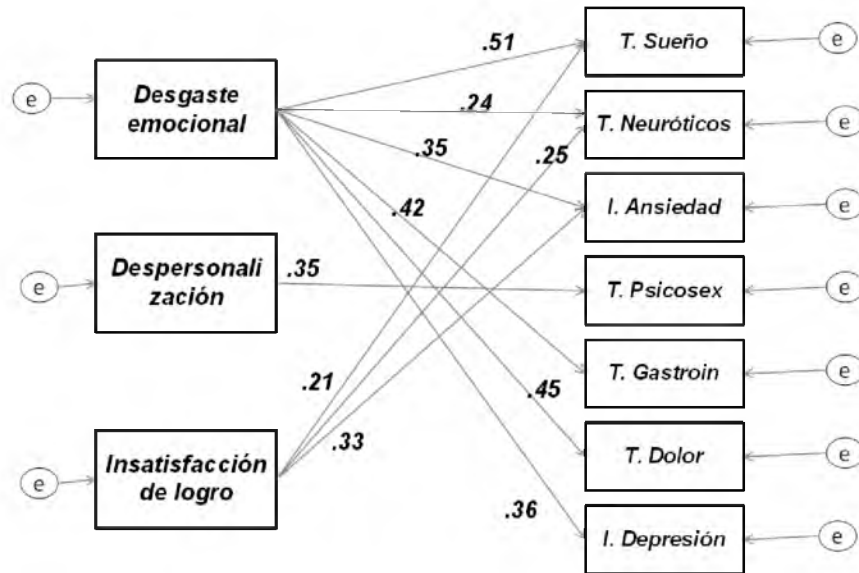 .51
T. Sueño
e
e
Desgaste
emocional
.24
T. Neuróticos
e
.35
.25
.42
I. Ansiedad
e
e
Despersonali
zación
.35
T. Psicosex
e
.21
T. Gastroin
e
.45
.33
e
Insatisfacción
de logro
T. Dolor
e
.36
I. Depresión
e